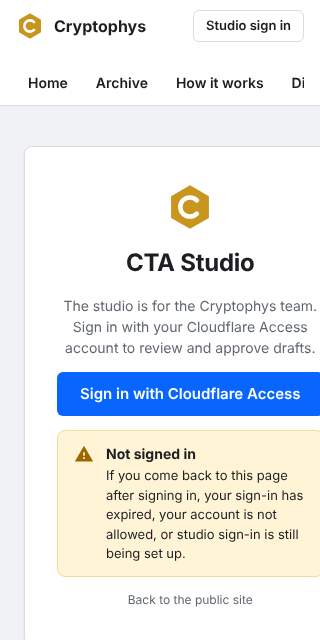 Cryptophys
Studio sign in
Home Archive How it works
CTA Studio
The studio is for the Cryptophys team.
Sign in with your Cloudflare Access
account to review and approve drafts.
Sign in with Cloudflare Access
Not signed in
If you come back to this page
after signing in, your sign-in has
expired, your account is not
allowed, or studio sign-in is still
being set up.
Back to the public site